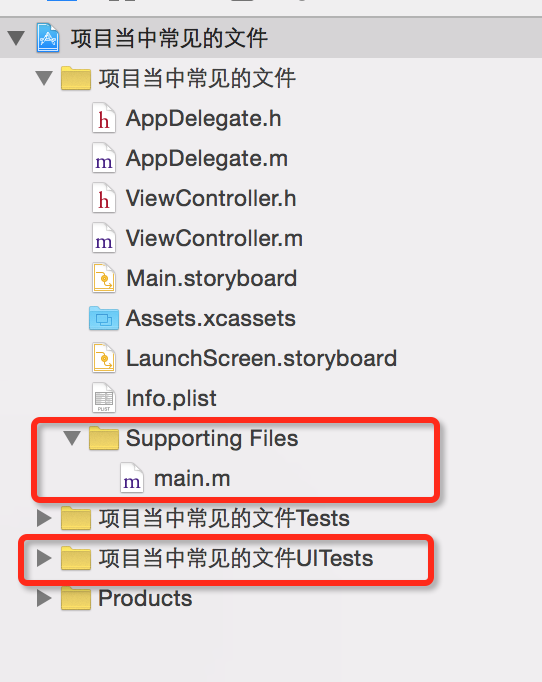 项目当中常见的文件
项目当中常见的文件
h AppDelegate.h
m AppDelegate.m
h ViewController.h
m ViewController.m
Main.storyboard
Assets.xcassets
LaunchScreen.storyboard
PLIST Info.plist
Supporting Files
m main.m
项目当中常见的文件Tests
项目当中常见的文件UITests
Products